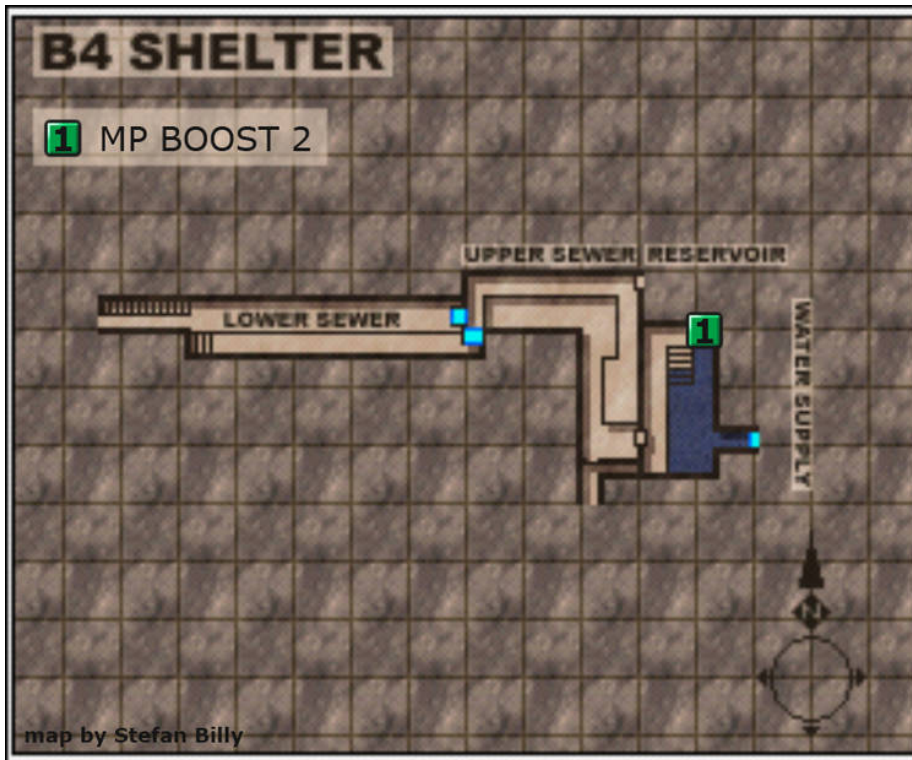 B4 SHELTER
1 MP BOOST 2
UPPER SEWER RESERVOIR
LOWER SEWER
1
WATER SUPPLY
N
map by Stefan Billy